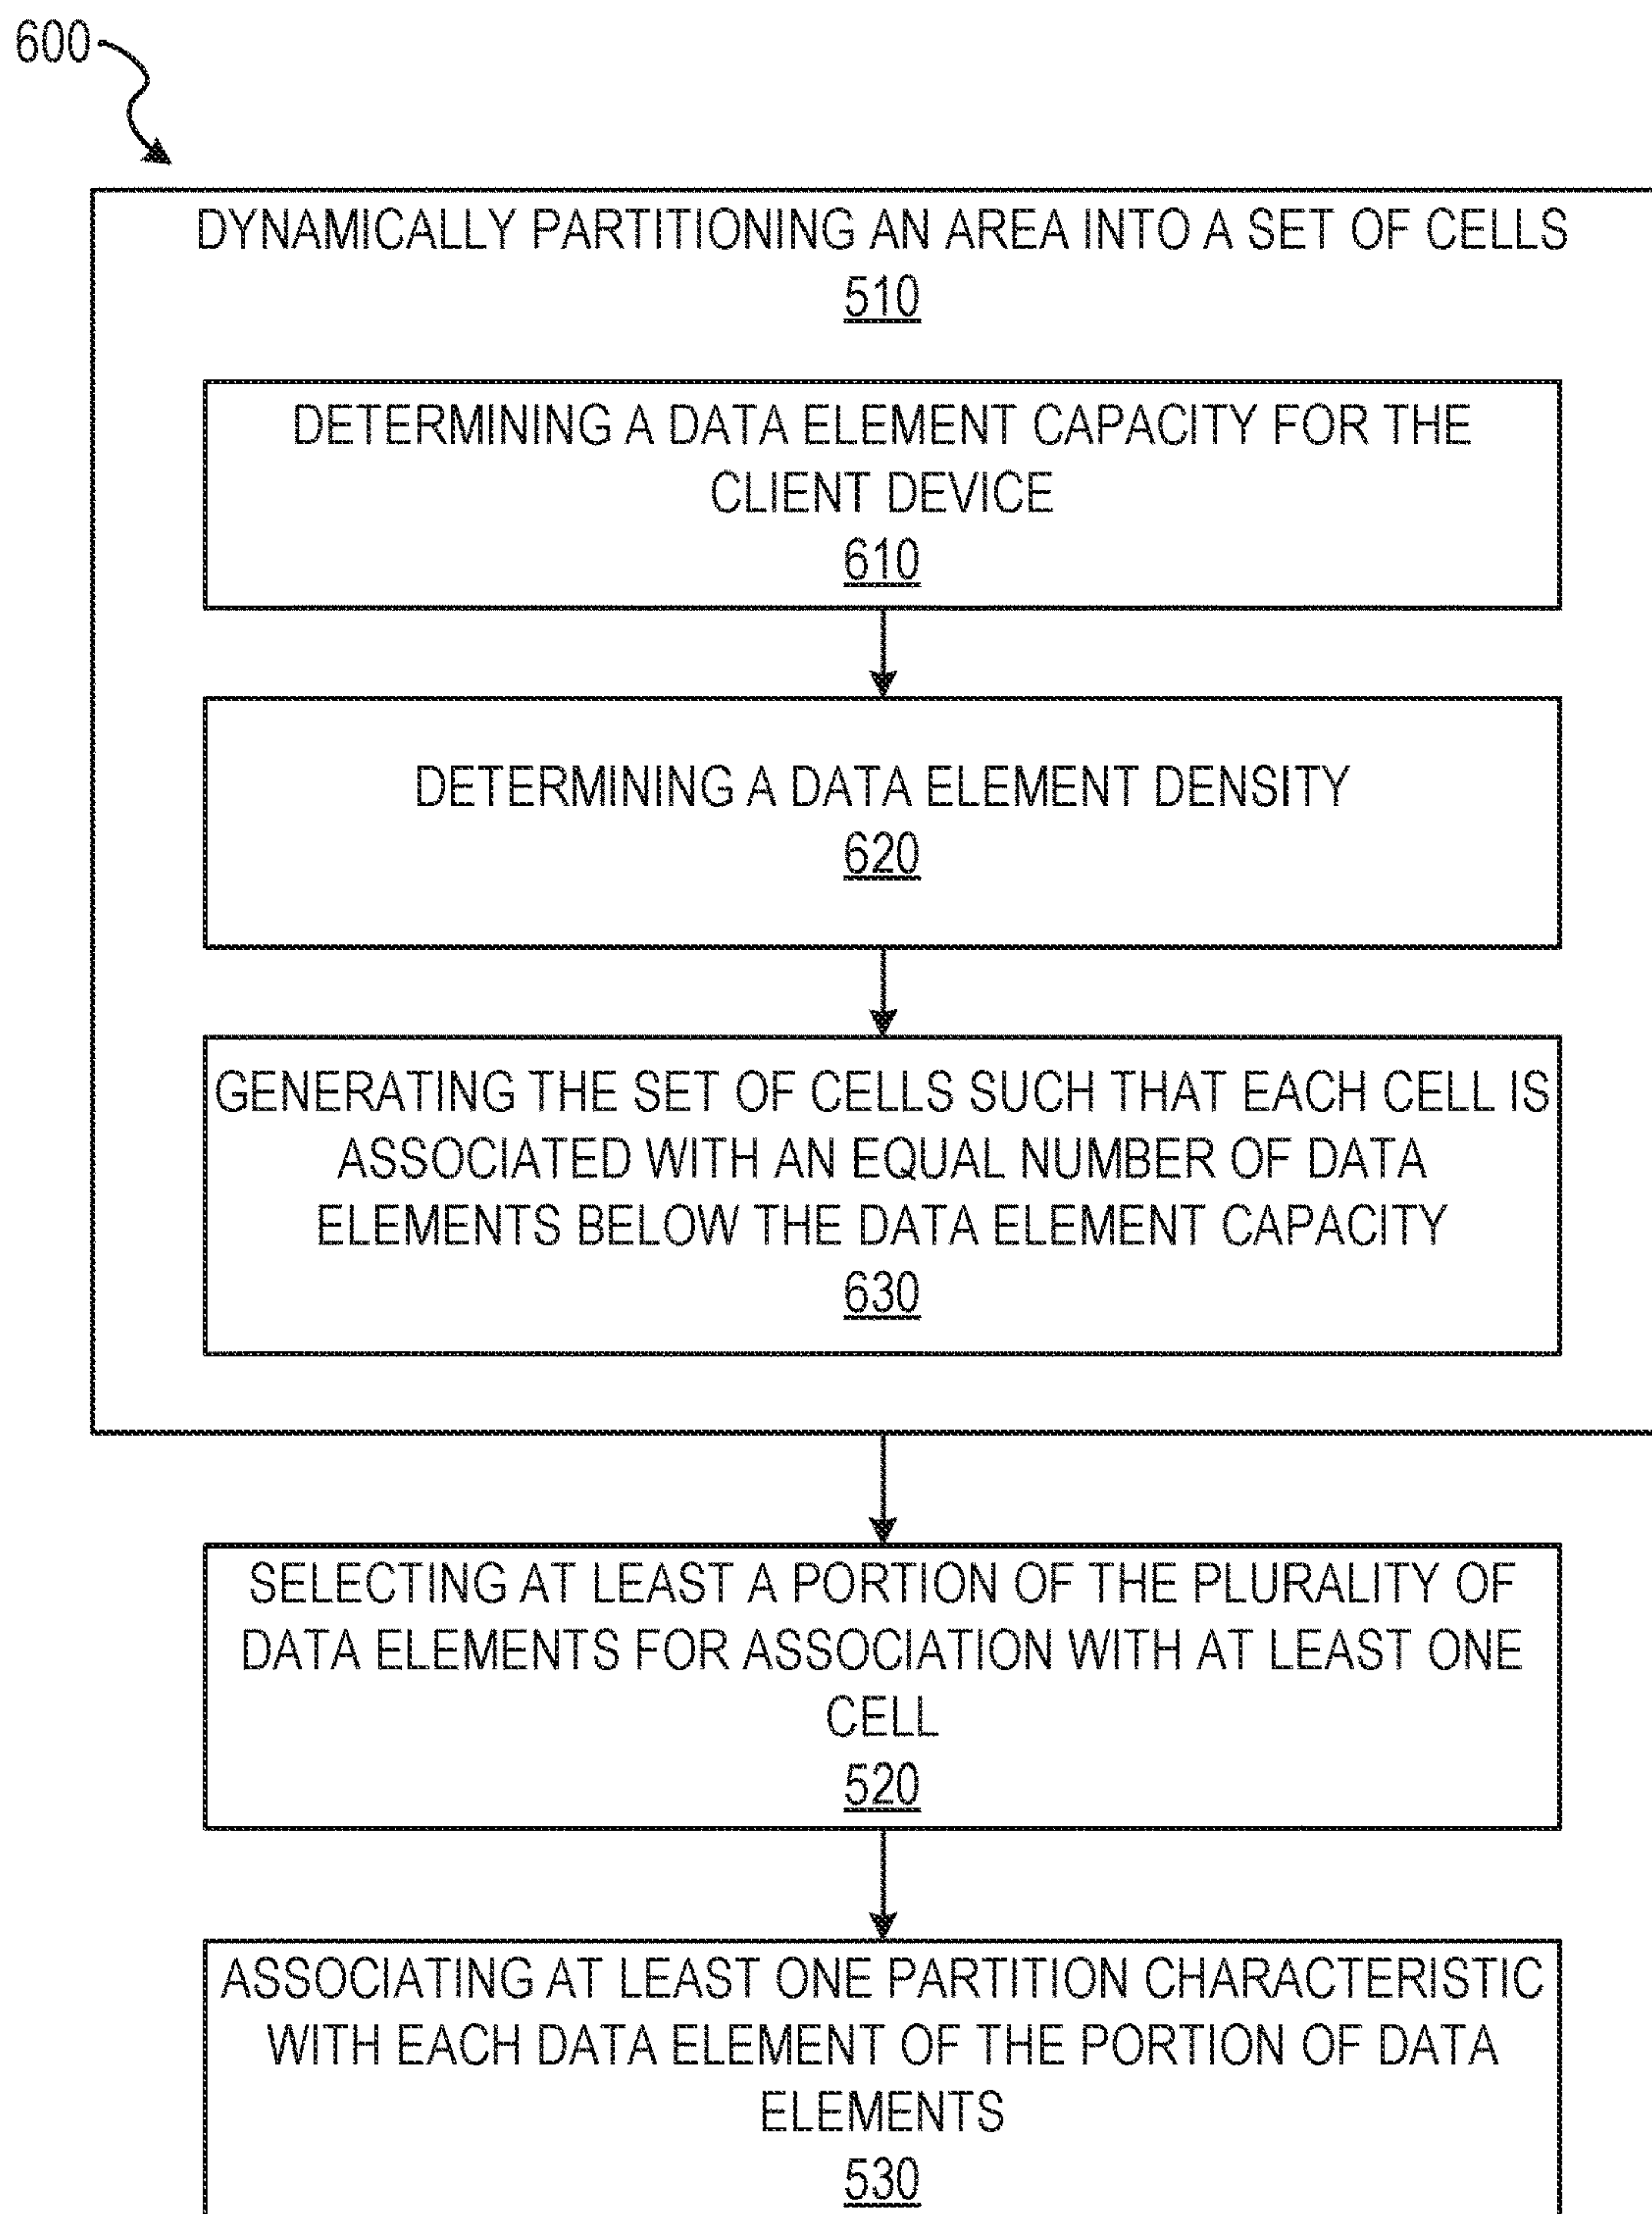 600
DYNAMICALLY PARTITIONING AN AREA INTO A SET OF CELLS
510
DETERMINING A DATA ELEMENT CAPACITY FOR THE
CLIENT DEVICE
610
DETERMINING A DATA ELEMENT DENSITY
620
GENERATING THE SET OF CELLS SUCH THAT EACH CELL IS
ASSOCIATED WITH AN EQUAL NUMBER OF DATA
ELEMENTS BELOW THE DATA ELEMENT CAPACITY
630
SELECTING AT LEAST A PORTION OF THE PLURALITY OF
DATA ELEMENTS FOR ASSOCIATION WITH AT LEAST ONE
CELL
520
ASSOCIATING AT LEAST ONE PARTITION CHARACTERISTIC
WITH EACH DATA ELEMENT OF THE PORTION OF DATA
ELEMENTS
530